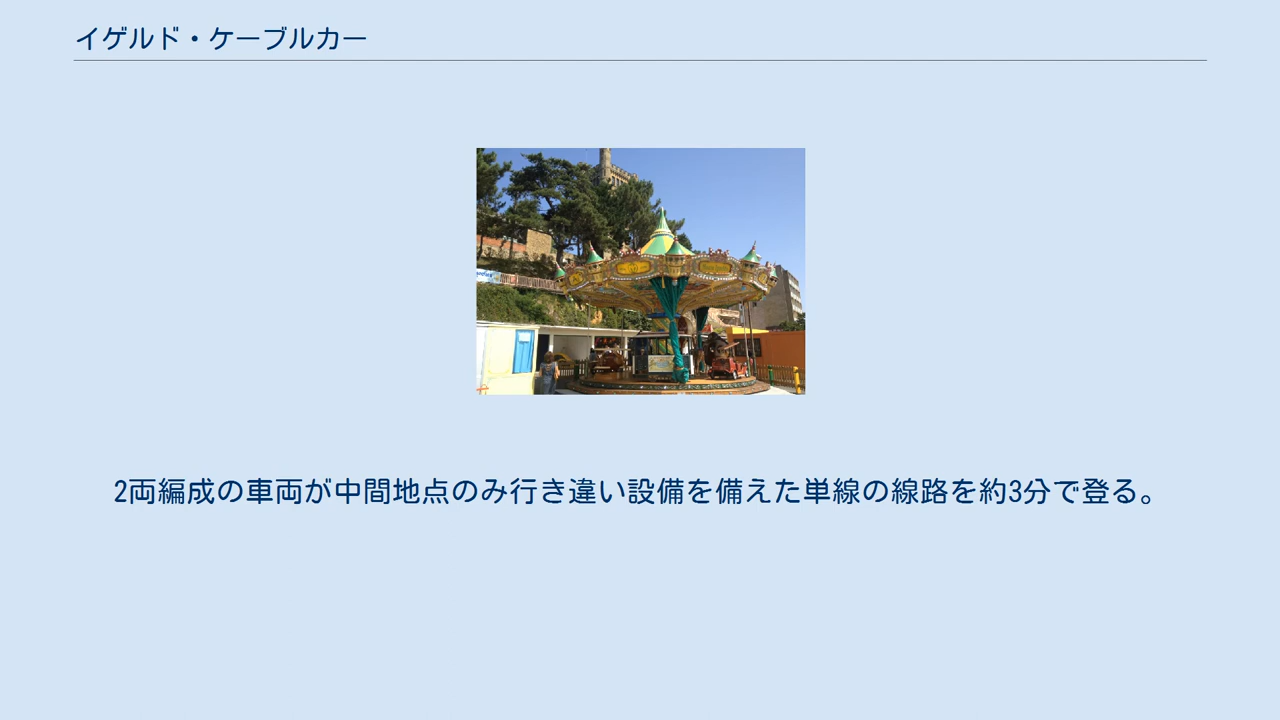 イゲルド・ケーブルカー
2両編成の車両が中間地点のみ行き違い設備を備えた単線の線路を約3分で登る。